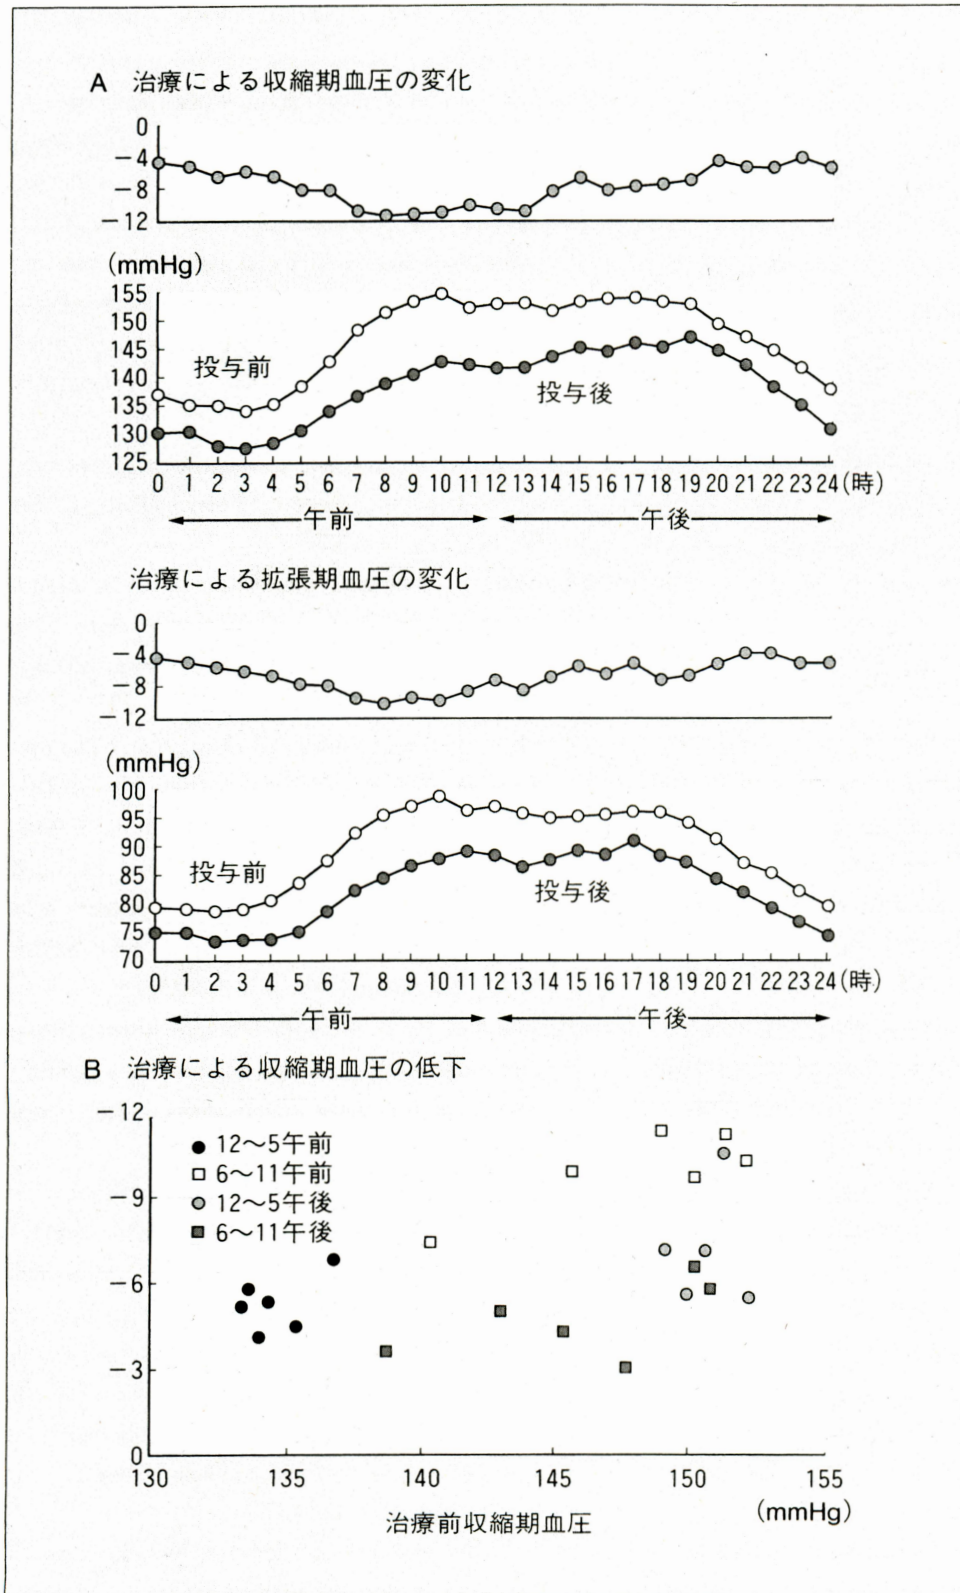 A 治療による収縮期血圧の変化
0
−4
−8
−12
(mmHg)
155
150
145
140
135
130
125
投与前
投与後
0 1 2 3 4 5 6 7 8 9 10 11 12 13 14 15 16 17 18 19 20 21 22 23 24(時)
午前 午後
治療による拡張期血圧の変化
0
−4
−8
−12
(mmHg)
100
95
90
85
80
75
70
投与前
投与後
0 1 2 3 4 5 6 7 8 9 10 11 12 13 14 15 16 17 18 19 20 21 22 23 24(時)
午前 午後
B 治療による収縮期血圧の低下
−12
−9
−6
−3
0
12〜5午前
6〜11午前
12〜5午後
6〜11午後
130 135 140 145 150 155
(mmHg)
治療前収縮期血圧